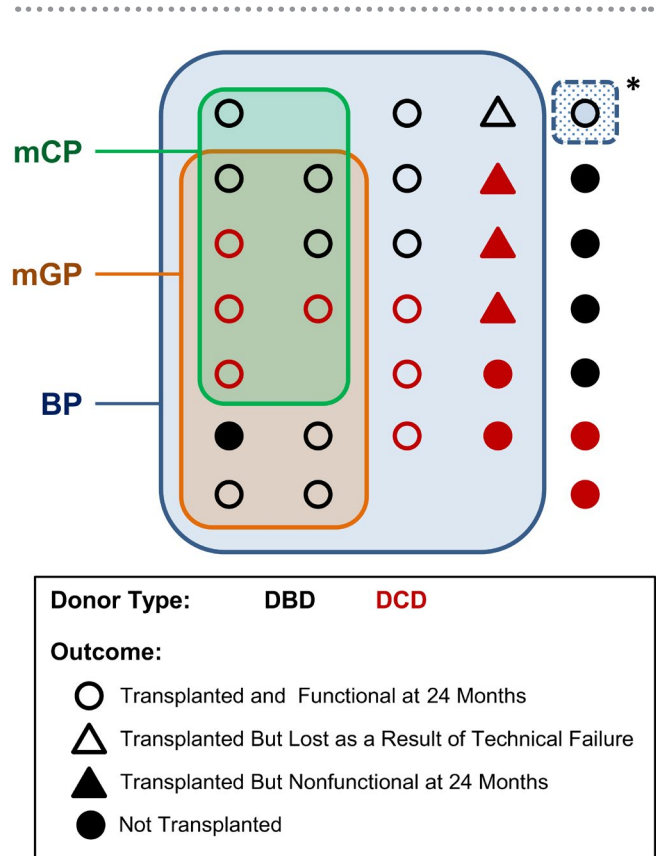 *
mCP
mGP
BP
Donor Type: DBD DCD
Outcome:
Transplanted and Functional at 24 Months
Transplanted But Lost as a Result of Technical Failure
Transplanted But Nonfunctional at 24 Months
Not Transplanted